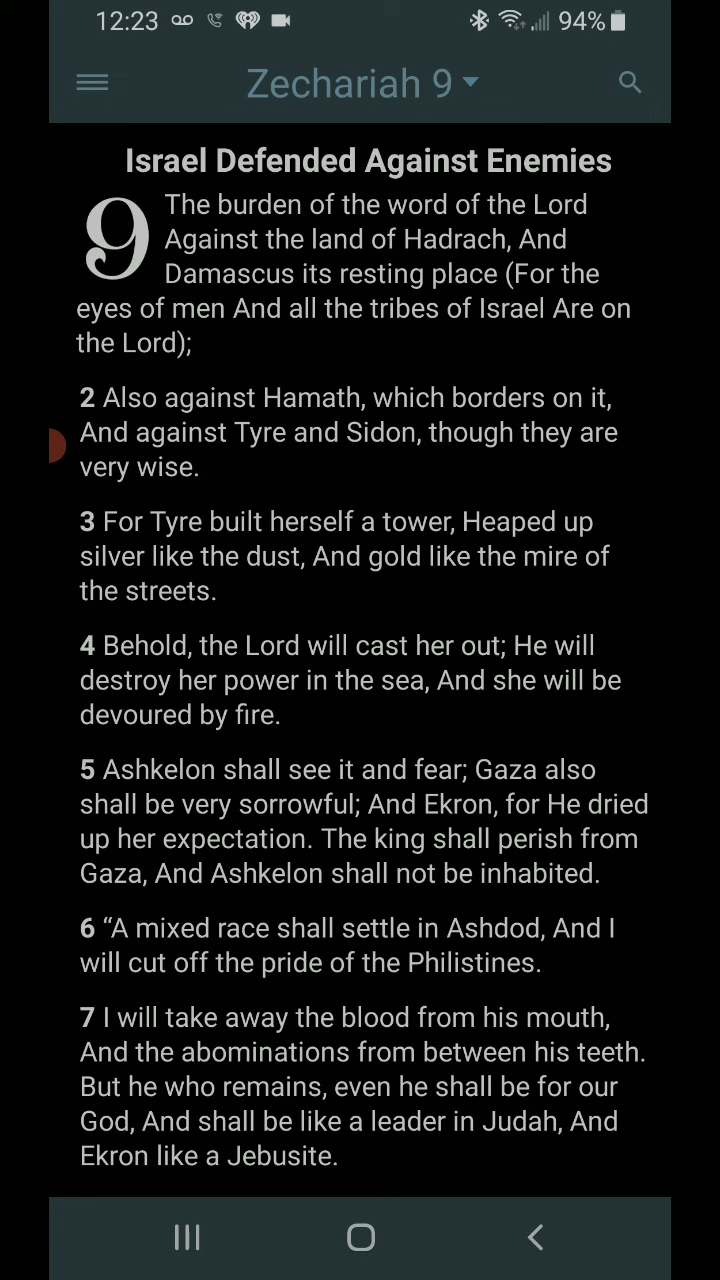 12:23 94%
Zechariah 9
Israel Defended Against Enemies
9 The burden of the word of the Lord
Against the land of Hadrach, And
Damascus its resting place (For the
eyes of men And all the tribes of Israel Are on
the Lord);
2 Also against Hamath, which borders on it,
And against Tyre and Sidon, though they are
very wise.
3 For Tyre built herself a tower, Heaped up
silver like the dust, And gold like the mire of
the streets.
4 Behold, the Lord will cast her out; He will
destroy her power in the sea, And she will be
devoured by fire.
5 Ashkelon shall see it and fear; Gaza also
shall be very sorrowful; And Ekron, for He dried
up her expectation. The king shall perish from
Gaza, And Ashkelon shall not be inhabited.
6 “A mixed race shall settle in Ashdod, And I
will cut off the pride of the Philistines.
7 I will take away the blood from his mouth,
And the abominations from between his teeth.
But he who remains, even he shall be for our
God, And shall be like a leader in Judah, And
Ekron like a Jebusite.